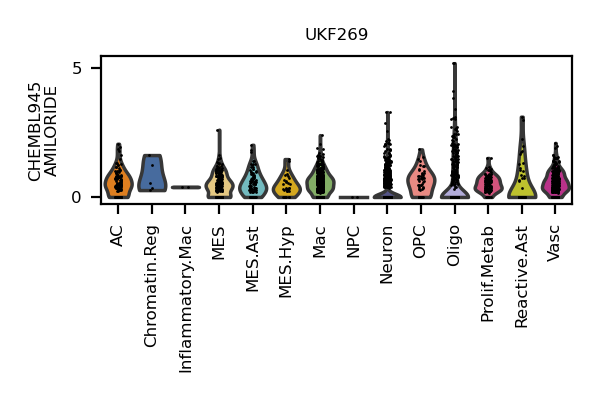 UKF269
CHEMBL945
AMILORIDE
5
0
AC
Chromatin.Reg
Inflammatory.Mac
MES
MES.Ast
MES.Hyp
Mac
NPC
Neuron
OPC
Oligo
Prolif.Metab
Reactive.Ast
Vasc